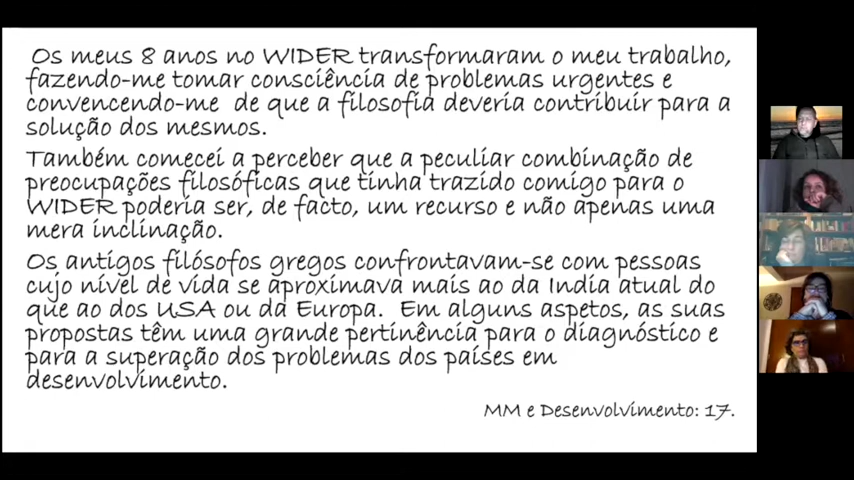 Os meus 8 anos no WIDER transformaram o meu trabalho,
fazendo-me tomar consciência de problemas urgentes e
convencendo-me de que a filosofia deveria contribuir para a
solução dos mesmos.
Também comecei a perceber que a peculiar combinação de
preocupações filosóficas que tinha trazido comigo para o
WIDER poderia ser, de facto, um recurso e não apenas uma
mera inclinação.
Os antigos filósofos gregos confrontavam-se com pessoas
cujo nível de vida se aproximava mais ao da Índia atual do
que ao dos USA ou da Europa. Em alguns aspetos, as suas
propostas têm uma grande pertinência para o diagnóstico e
para a superação dos problemas dos países em
desenvolvimento.
MM e Desenvolvimento: 17.